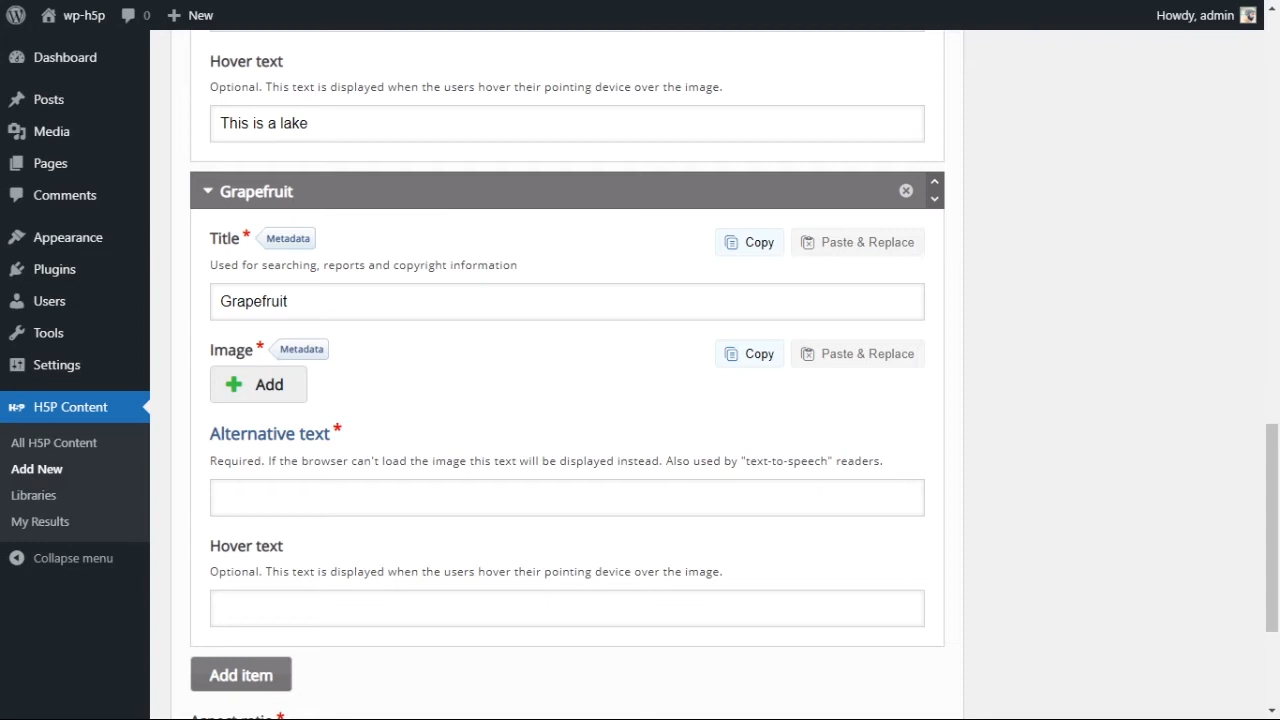 wp-h5p
0
New
Howdy, admin
Dashboard
Posts
Media
Pages
Comments
Appearance
Plugins
Users
Tools
Settings
H5P
H5P Content
All H5P Content
Add New
Libraries
My Results
Collapse menu
Hover text
Optional. This text is displayed when the users hover their pointing device over the image.
This is a lake
Grapefruit
Title * Metadata
Copy
Paste & Replace
Used for searching, reports and copyright information
Grapefruit
Image * Metadata
Copy
Paste & Replace
Add
Alternative text *
Required. If the browser can't load the image this text will be displayed instead. Also used by "text-to-speech" readers.
Hover text
Optional. This text is displayed when the users hover their pointing device over the image.
Add item
Aspect ratio *